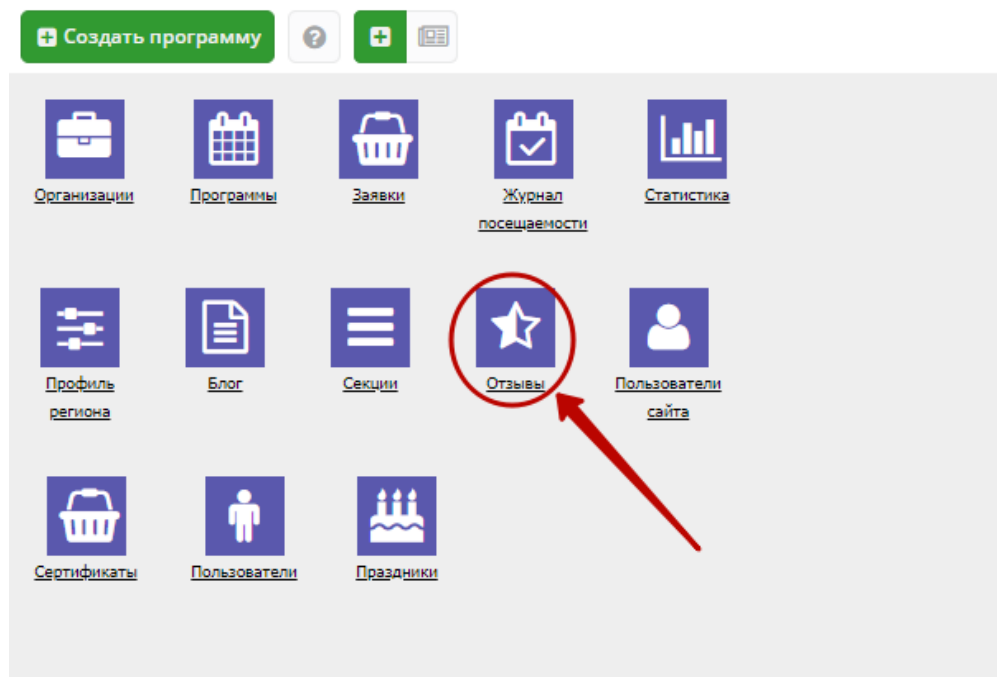 Создать программу
Организации
Программы
Заявки
Журнал
посещаемости
Статистика
Профиль
региона
Блог
Секции
Отзывы
Пользователи
сайта
Сертификаты
Пользователи
Праздники